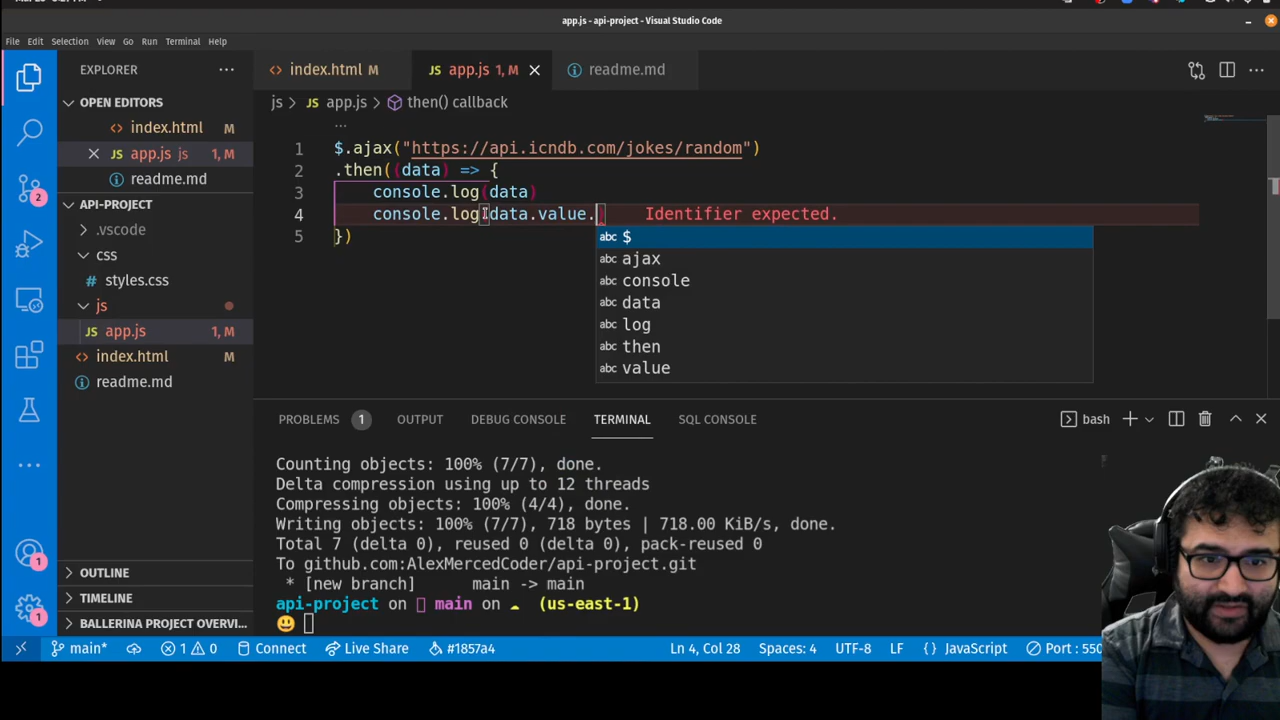 app.js - api-project - Visual Studio Code
File Edit Selection View Go Run Terminal Help
EXPLORER
index.html M
app.js 1, M
readme.md
OPEN EDITORS
js > JS app.js > then() callback
index.html M
app.js js 1, M
readme.md
API-PROJECT
.vscode
css
styles.css
js
JS app.js 1, M
index.html M
readme.md
...
1 $.ajax("https://api.icndb.com/jokes/random")
2 .then((data) => {
3 console.log(data)
4 console.log(data.value.) Identifier expected.
5 })
abc $
abc ajax
abc console
abc data
abc log
abc then
abc value
PROBLEMS 1 OUTPUT DEBUG CONSOLE TERMINAL SQL CONSOLE
bash
Counting objects: 100% (7/7), done.
Delta compression using up to 12 threads
Compressing objects: 100% (4/4), done.
Writing objects: 100% (7/7), 718 bytes | 718.00 KiB/s, done.
Total 7 (delta 0), reused 0 (delta 0), pack-reused 0
To github.com:AlexMercedCoder/api-project.git
* [new branch] main -> main
api-project on main on (us-east-1)
OUTLINE
TIMELINE
BALLERINA PROJECT OVERVI...
2
1
1
main* 1 0 Connect Live Share #1857a4 Ln 4, Col 28 Spaces: 4 UTF-8 LF {} JavaScript Port : 550